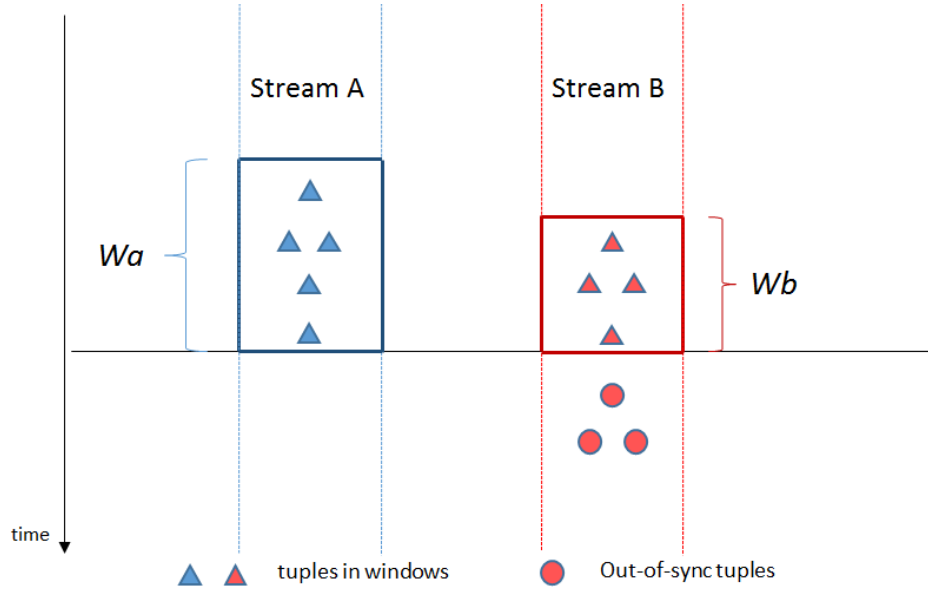 Stream A
Stream B
Wa
Wb
time
tuples in windows
Out-of-sync tuples